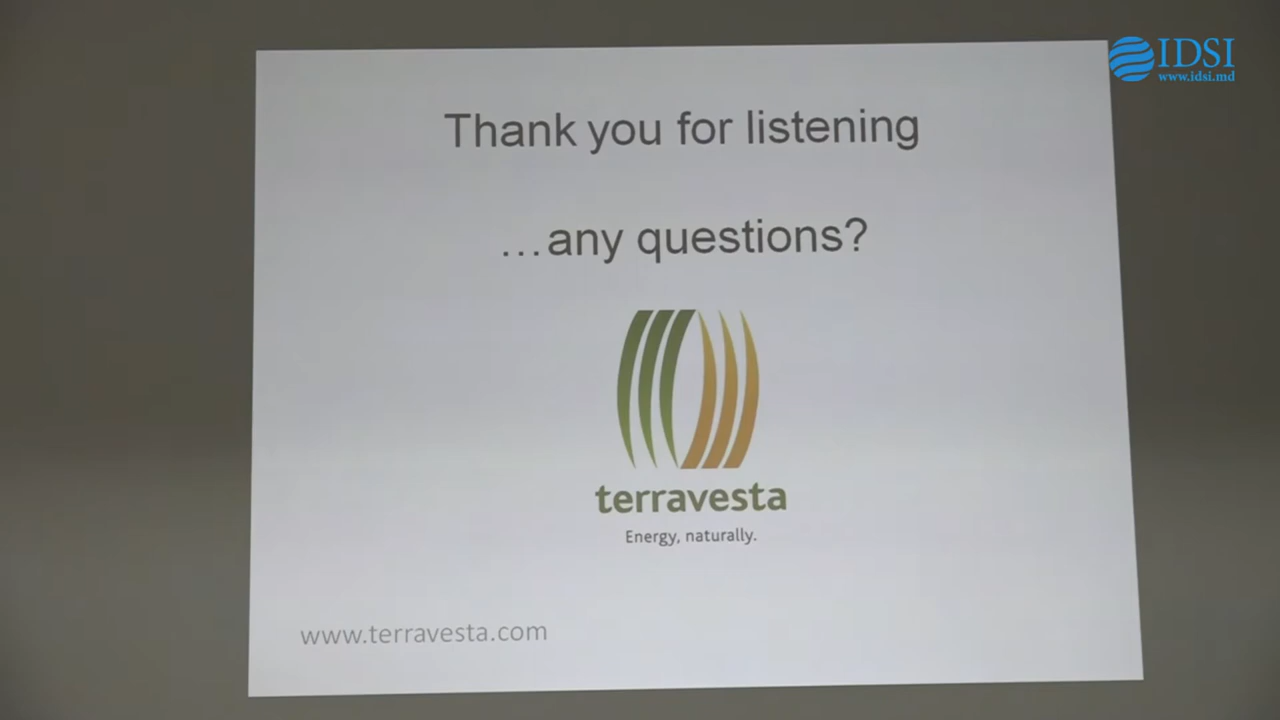 IDSI
www.idsi.md
Thank you for listening
...any questions?
terravesta
Energy, naturally.
www.terravesta.com